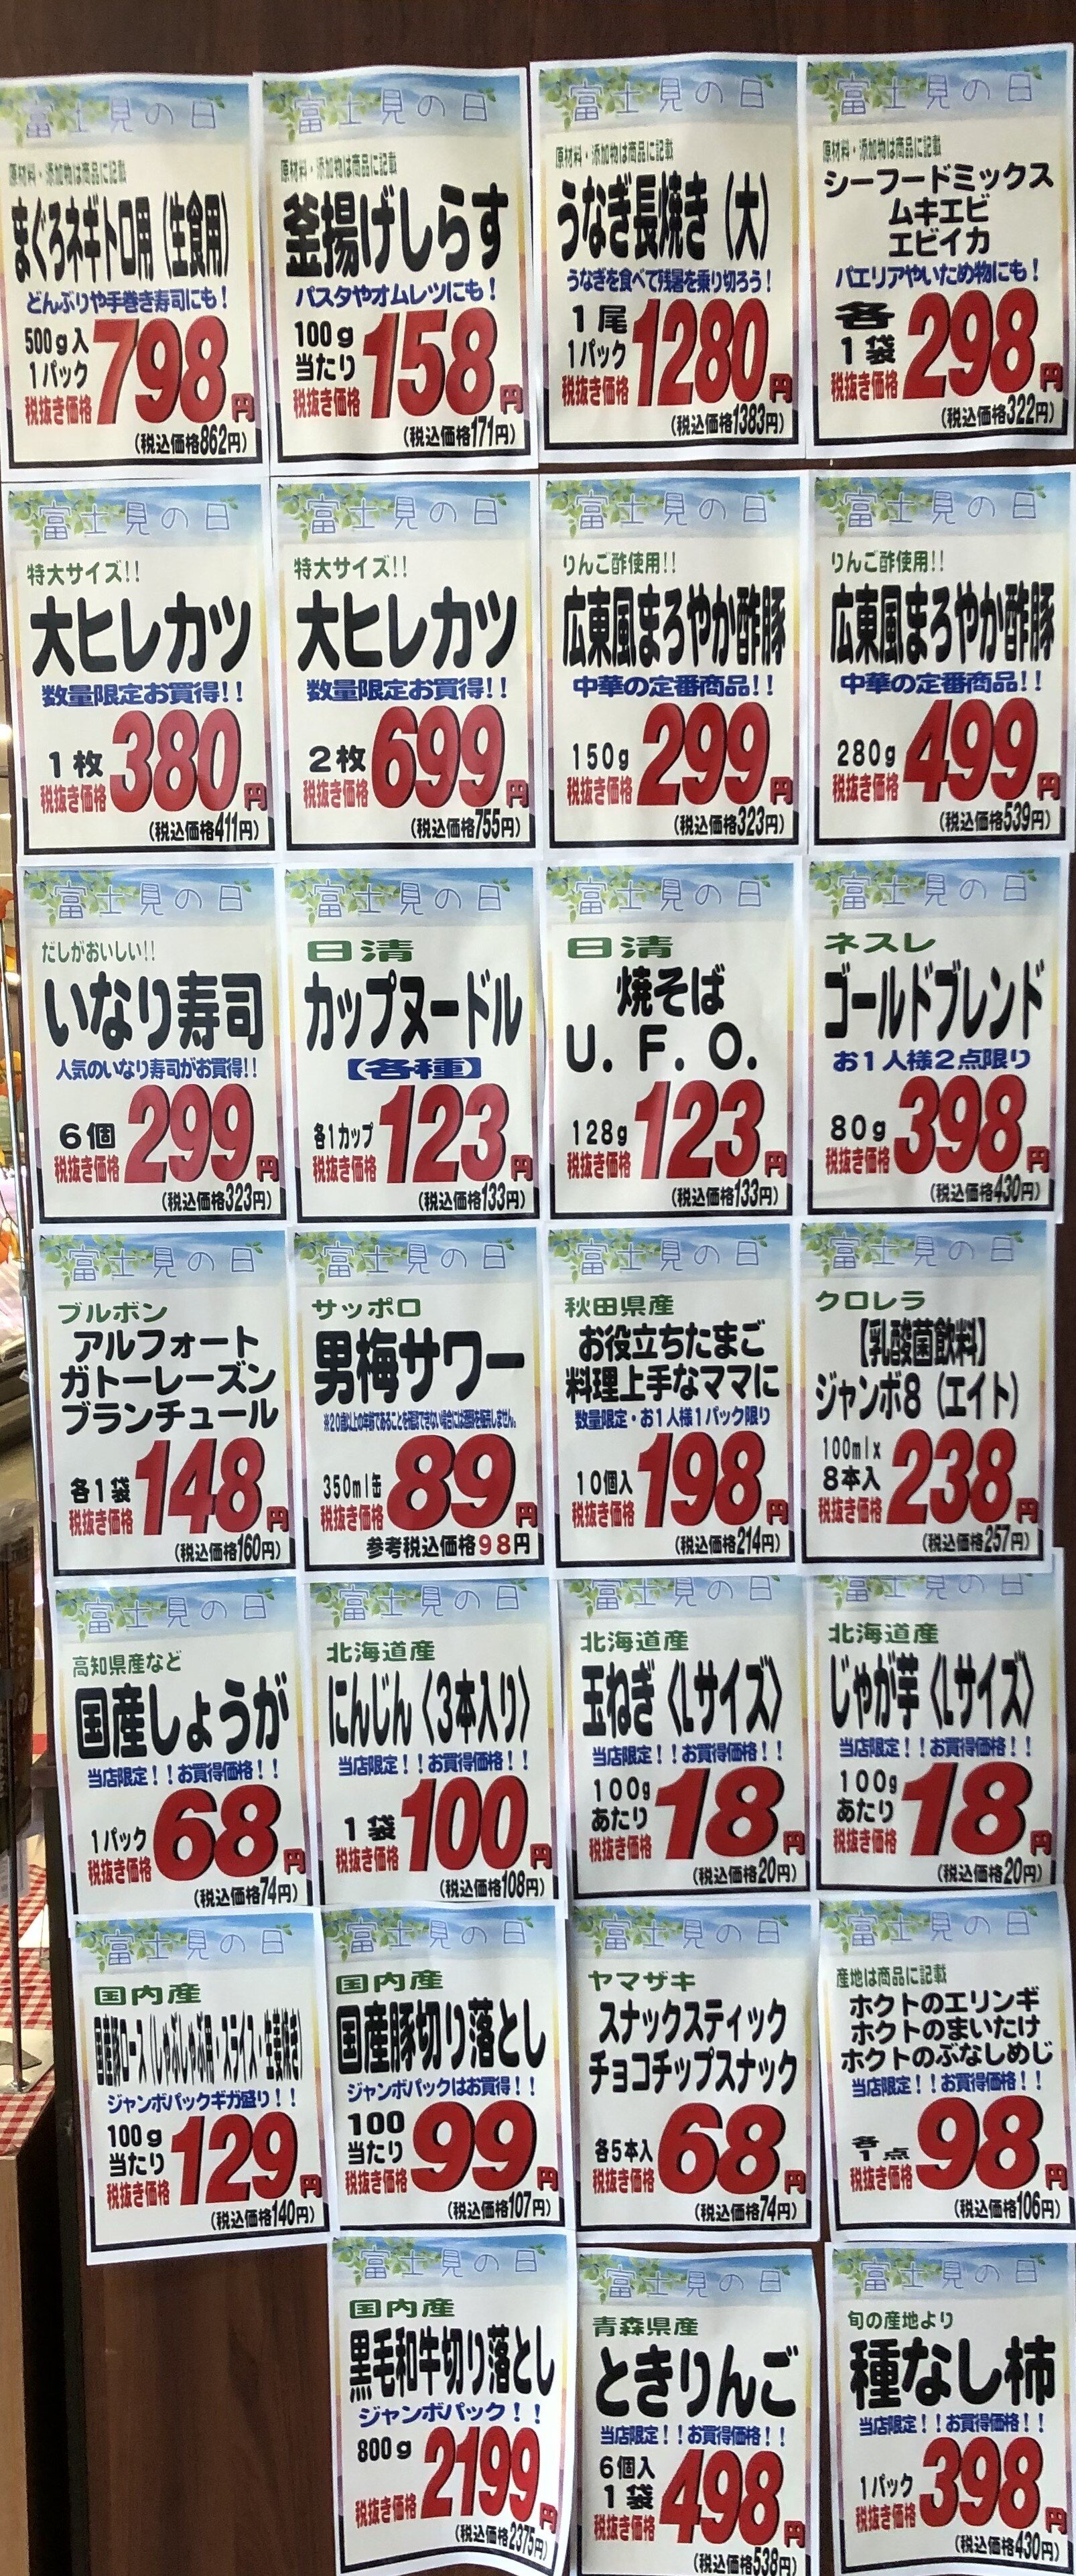 富士見の日
原材料・添加物は商品に記載
まぐろネギトロ用（生食用）
どんぶりや手巻き寿司にも！
500ｇ入
1パック
税抜き価格
798円
（税込価格862円）
富士見の日
原材料・添加物は商品に記載
釜揚げしらす
パスタやオムレツにも！
100ｇ
当たり
税抜き価格
158円
（税込価格171円）
富士見の日
原材料・添加物は商品に記載
うなぎ長焼き（大）
うなぎを食べて残暑を乗り切ろう！
1尾
1パック
税抜き価格
1280円
（税込価格1383円）
富士見の日
原材料・添加物は商品に記載
シーフードミックス
ムキエビ
エビイカ
パエリアやいため物にも！
各
1袋
税抜き価格
298円
（税込価格322円）
富士見の日
特大サイズ!!
大ヒレカツ
数量限定お買得!!
1枚
税抜き価格
380円
（税込価格411円）
富士見の日
特大サイズ!!
大ヒレカツ
数量限定お買得!!
2枚
税抜き価格
699円
（税込価格755円）
富士見の日
りんご酢使用!!
広東風まろやか酢豚
中華の定番商品!!
150g
税抜き価格
299円
（税込価格323円）
富士見の日
りんご酢使用!!
広東風まろやか酢豚
中華の定番商品!!
280g
税抜き価格
499円
（税込価格539円）
富士見の日
だしがおいしい!!
いなり寿司
人気のいなり寿司がお買得!!
6個
税抜き価格
299円
（税込価格323円）
富士見の日
日清
カップヌードル
【各種】
各1カップ
税抜き価格
123円
（税込価格133円）
富士見の日
日清
焼そば
U．F．O．
128g
税抜き価格
123円
（税込価格133円）
富士見の日
ネスレ
ゴールドブレンド
お1人様2点限り
80g
税抜き価格
398円
（税込価格430円）
富士見の日
ブルボン
アルフォート
ガトーレーズン
ブランチュール
各1袋
税抜き価格
148円
（税込価格160円）
富士見の日
サッポロ
男梅サワー
※20歳以上の年齢であることを確認できない場合には酒類を販売しません。
350ml缶
税抜き価格
89円
参考税込価格98円
富士見の日
秋田県産
お役立ちたまご
料理上手なママに
数量限定・お1人様1パック限り
10個入
税抜き価格
198円
（税込価格214円）
富士見の日
クロレラ
【乳酸菌飲料】
ジャンボ8（エイト）
100mlx
8本入
税抜き価格
238円
（税込価格257円）
富士見の日
高知県産など
国産しょうが
当店限定！！お買得価格！！
1パック
税抜き価格
68円
（税込価格74円）
富士見の日
北海道産
にんじん〈3本入り〉
当店限定！！お買得価格！！
1袋
税抜き価格
100円
（税込価格108円）
富士見の日
北海道産
玉ねぎ〈Lサイズ〉
当店限定！！お買得価格！！
100g
あたり
税抜き価格
18円
（税込価格20円）
富士見の日
北海道産
じゃが芋〈Lサイズ〉
当店限定！！お買得価格！！
100g
あたり
税抜き価格
18円
（税込価格20円）
富士見の日
国内産
国産豚ロース（しゃぶしゃぶ用・スライス・生姜焼き）
ジャンボパックギガ盛り！！
100ｇ
当たり
税抜き価格
129円
（税込価格140円）
富士見の日
国内産
国産豚切り落とし
ジャンボパックはお買得！！
100
当たり
税抜き価格
99円
（税込価格107円）
富士見の日
ヤマザキ
スナックスティック
チョコチップスナック
各5本入
税抜き価格
68円
（税込価格74円）
富士見の日
産地は商品に記載
ホクトのエリンギ
ホクトのまいたけ
ホクトのぶなしめじ
当店限定！！お買得価格！！
各
1点
税抜き価格
98円
（税込価格106円）
富士見の日
国内産
黒毛和牛切り落とし
ジャンボパック！！
800ｇ
税抜き価格
2199円
（税込価格2375円）
富士見の日
青森県産
ときりんご
当店限定！！お買得価格！！
6個入
1袋
税抜き価格
498円
（税込価格538円）
富士見の日
旬の産地より
種なし柿
当店限定！！お買得価格！！
1パック
税抜き価格
398円
（税込価格430円）